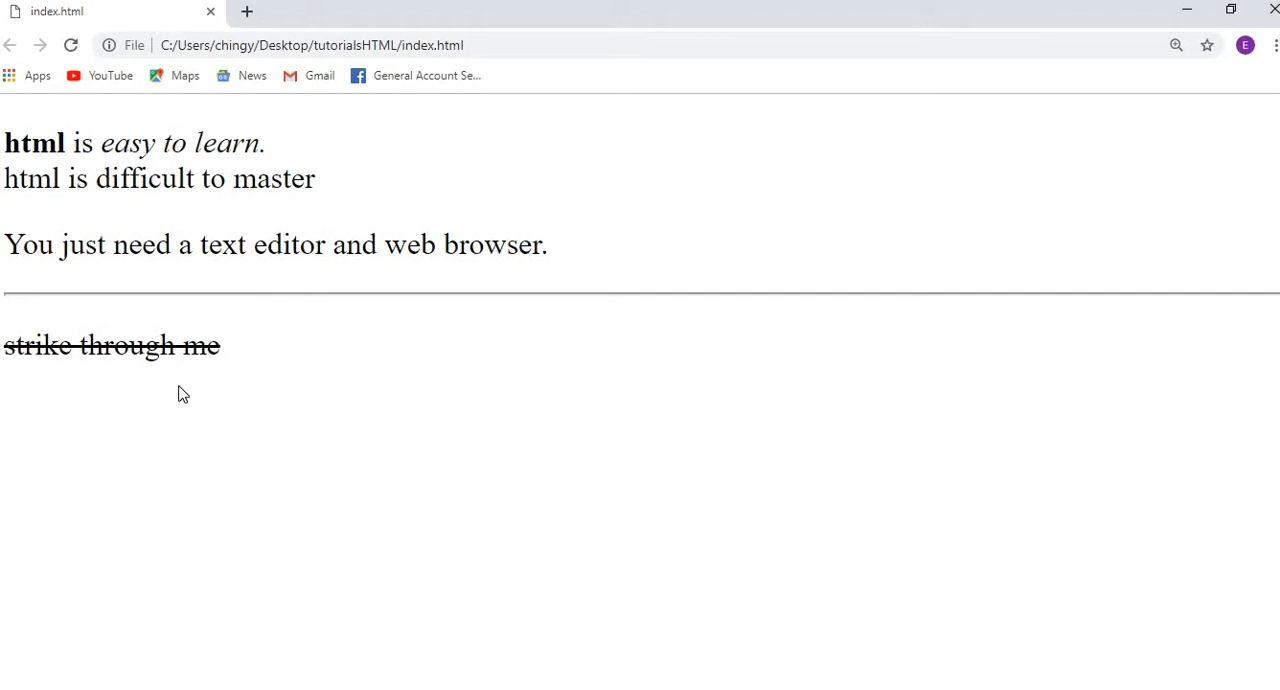 index.html
File C:/Users/chingy/Desktop/tutorialsHTML/index.html E
Apps YouTube Maps News Gmail General Account Se...
html is easy to learn.
html is difficult to master
You just need a text editor and web browser.
strike through me